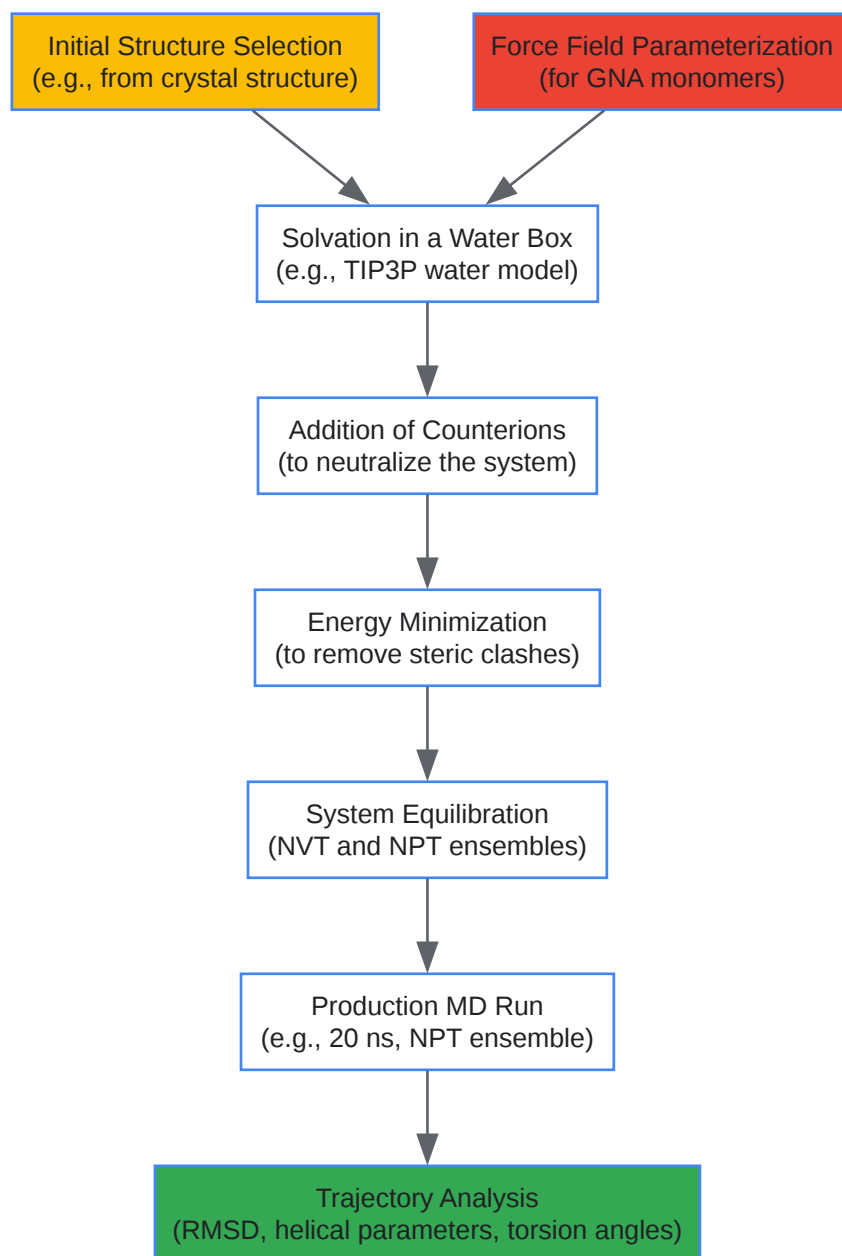 Initial Structure Selection
(e.g., from crystal structure)
Force Field Parameterization
(for GNA monomers)
Solvation in a Water Box
(e.g., TIP3P water model)
Addition of Counterions
(to neutralize the system)
Energy Minimization
(to remove steric clashes)
System Equilibration
(NVT and NPT ensembles)
Production MD Run
(e.g., 20 ns, NPT ensemble)
Trajectory Analysis
(RMSD, helical parameters, torsion angles)